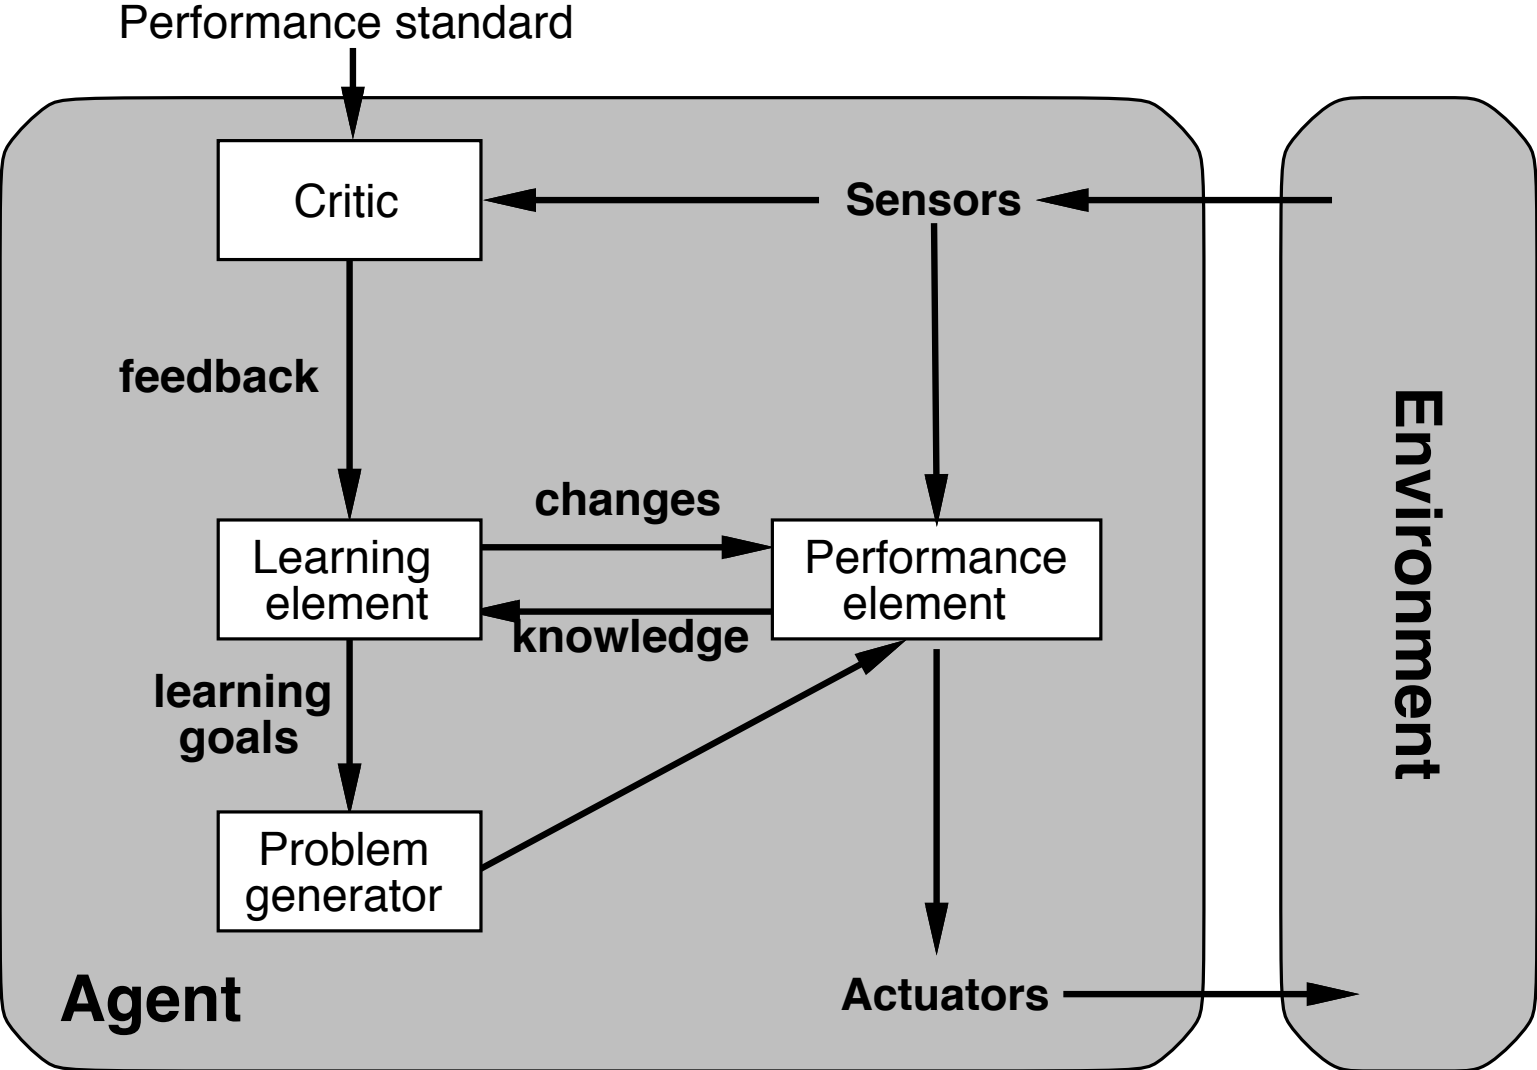 Performance standard
Critic
Sensors
feedback
changes
Learning
element
Performance
element
knowledge
learning
goals
Problem
generator
Agent
Actuators
Environment